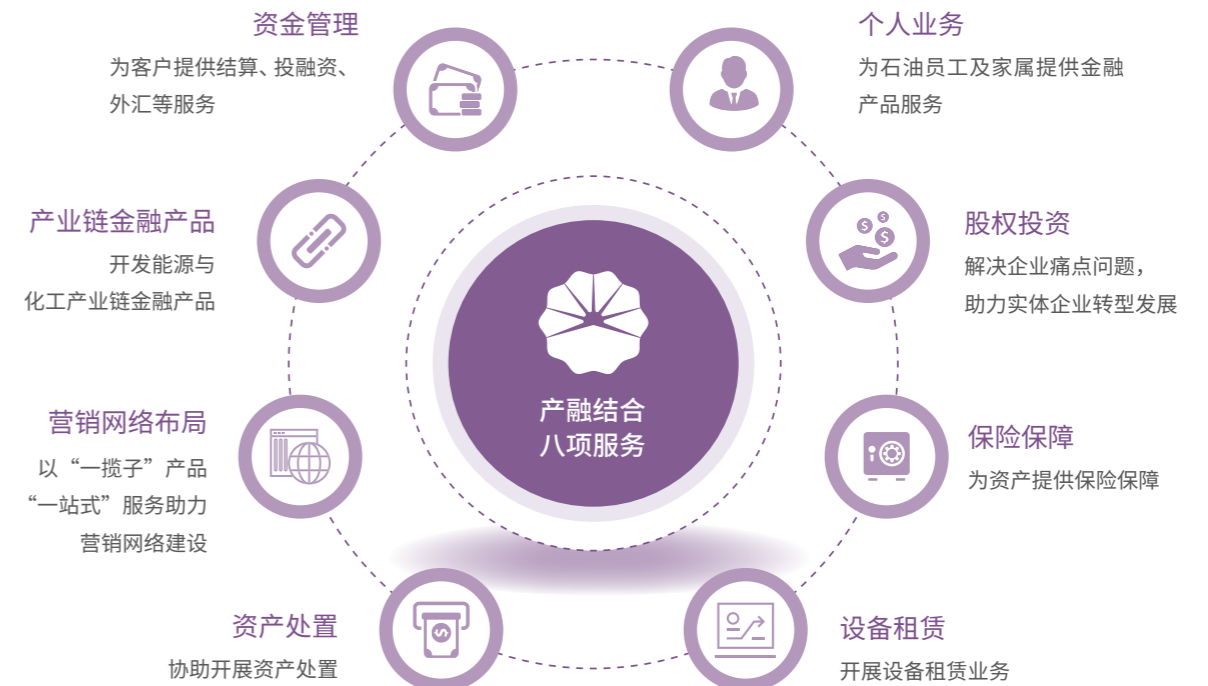 资金管理
为客户提供结算、投融资、
外汇等服务
个人业务
为石油员工及家属提供金融
产品服务
产业链金融产品
开发能源与
化工产业链金融产品
股权投资
解决企业痛点问题，
助力实体企业转型发展
产融结合
八项服务
营销网络布局
以“一揽子”产品
“一站式”服务助力
营销网络建设
保险保障
为资产提供保险保障
资产处置
协助开展资产处置
设备租赁
开展设备租赁业务